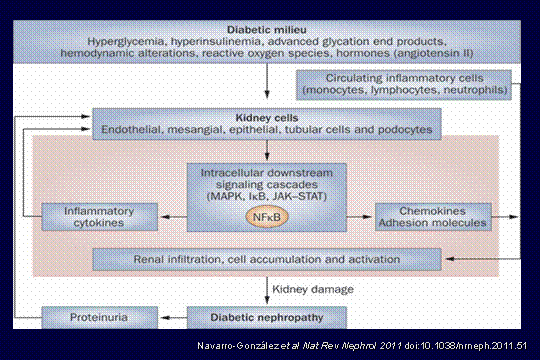 Diabetic milieu
Hyperglycemia, hyperinsulinemia, advanced glycation end products,
hemodynamic alterations, reactive oxygen species, hormones (angiotensin II)
Circulating inflammatory cells
(monocytes, lymphocytes, neutrophils)
Kidney cells
Endothelial, mesangial, epithelial, tubular cells and podocytes
Intracellular downstream
signaling cascades
(MAPK, IκB, JAK–STAT)
NFκB
Inflammatory
cytokines
Chemokines
Adhesion molecules
Renal infiltration, cell accumulation and activation
Kidney damage
Proteinuria
Diabetic nephropathy
Navarro-González et al Nat Rev Nephrol 2011 doi:10.1038/nrneph.2011.51